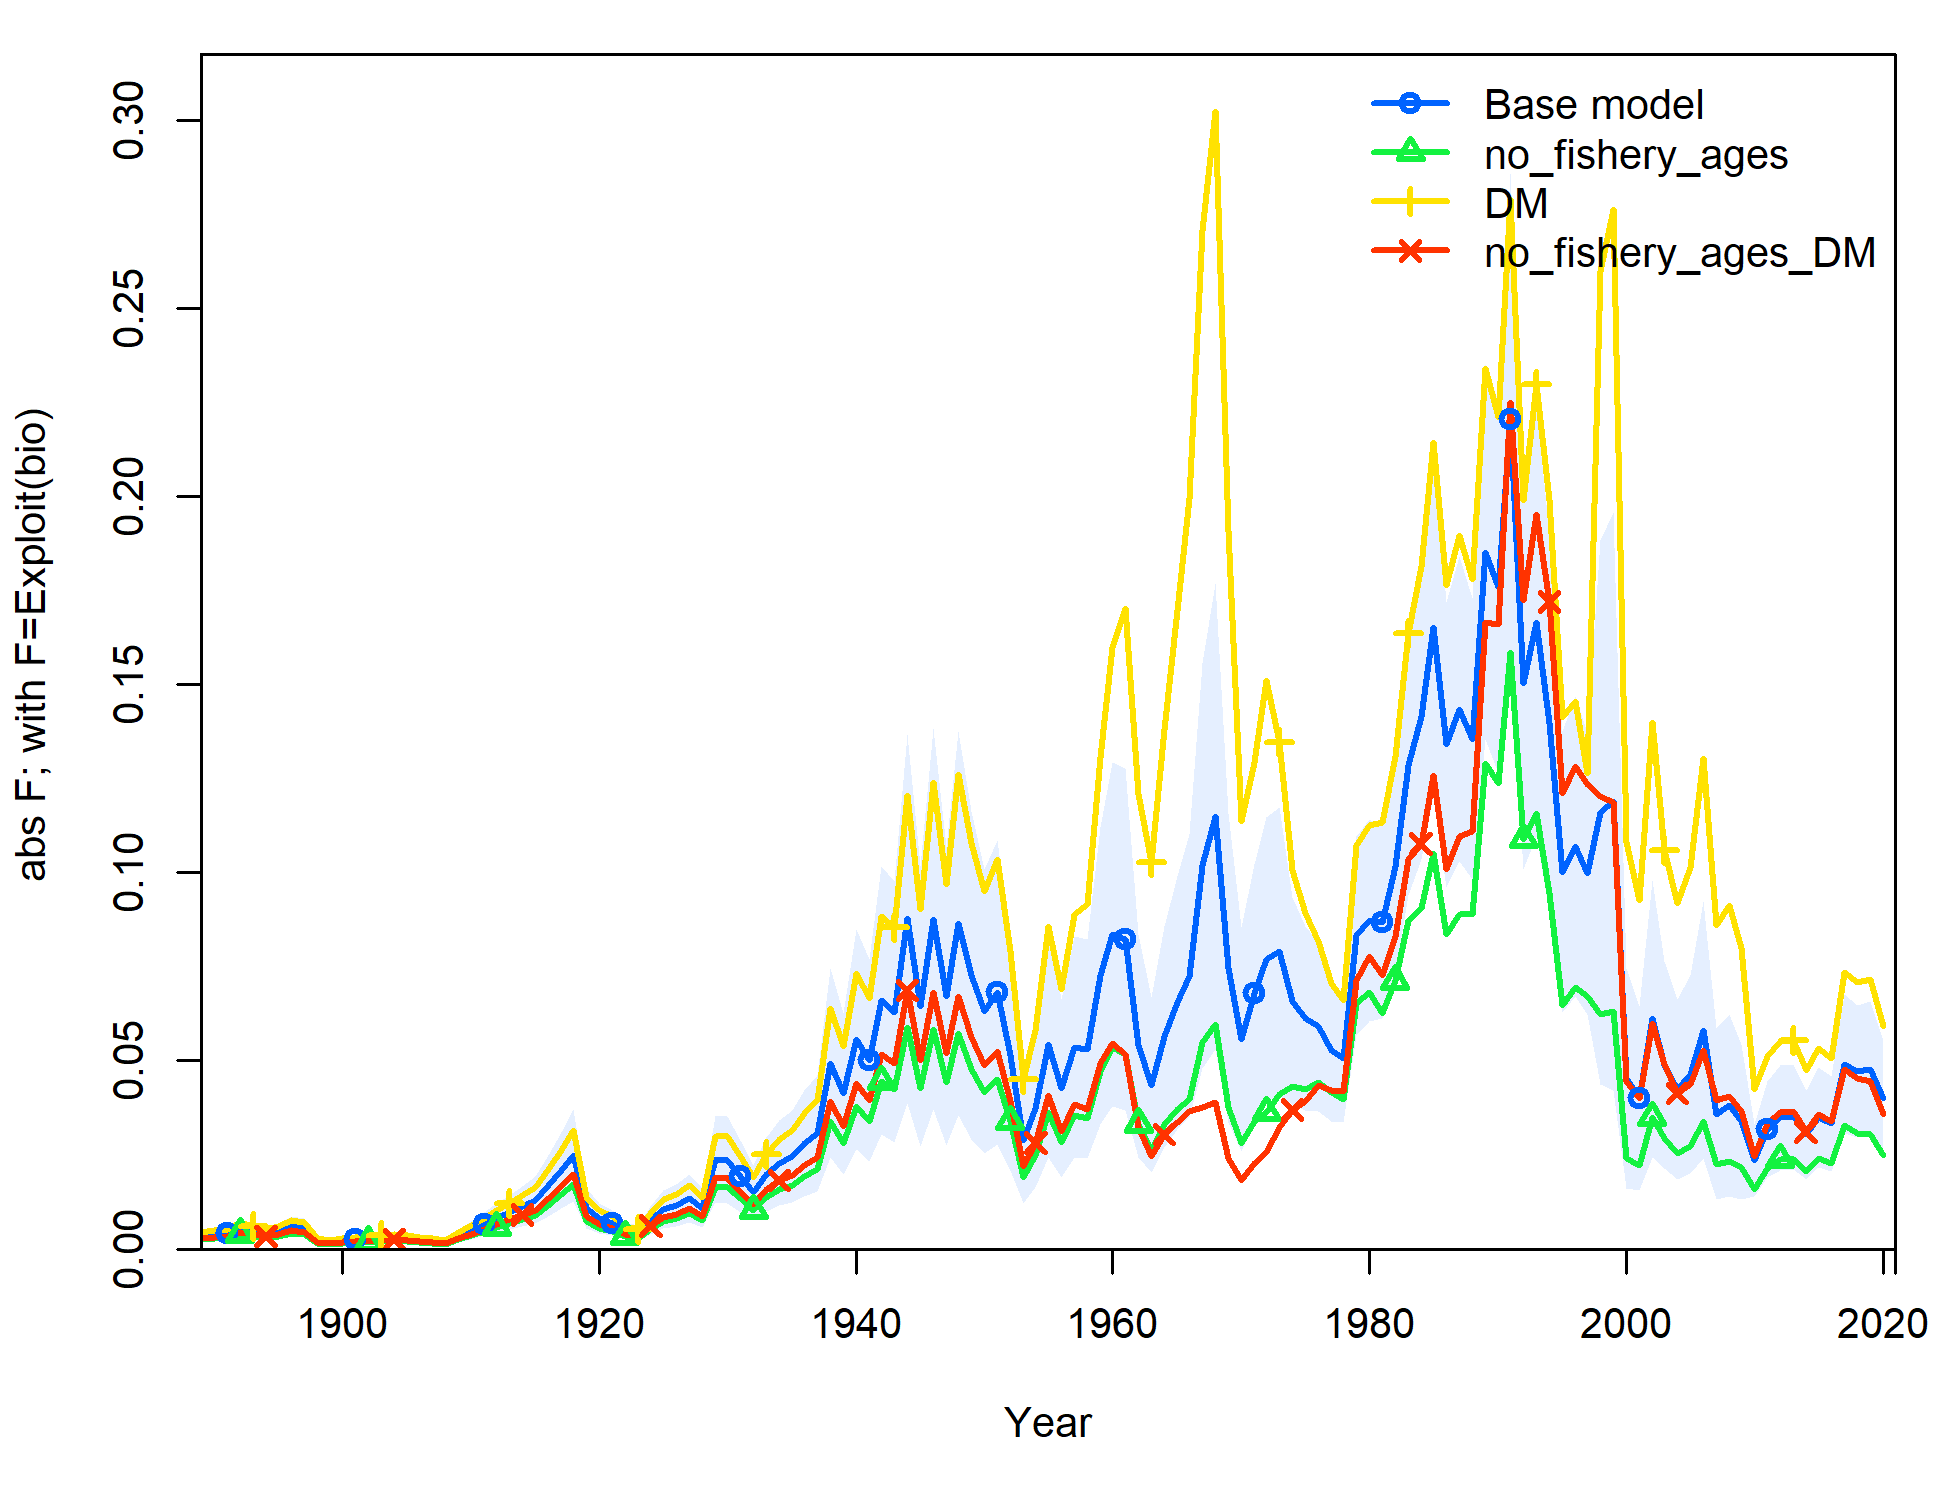 Base model
no_fishery_ages
DM
no_fishery_ages_DM
abs F; with F=Exploit(bio)
0.30
0.25
0.20
0.15
0.10
0.05
0.00
1900 1920 1940 1960 1980 2000 2020
Year